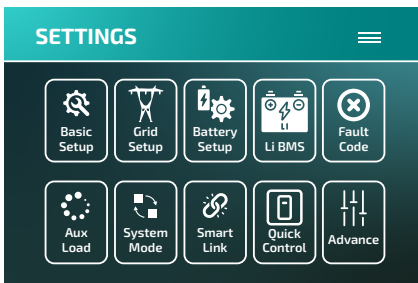 SETTINGS
Basic
Setup
Grid
Setup
Battery
Setup
LI
Li BMS
Fault
Code
Aux
Load
System
Mode
Smart
Link
Quick
Control
Advance